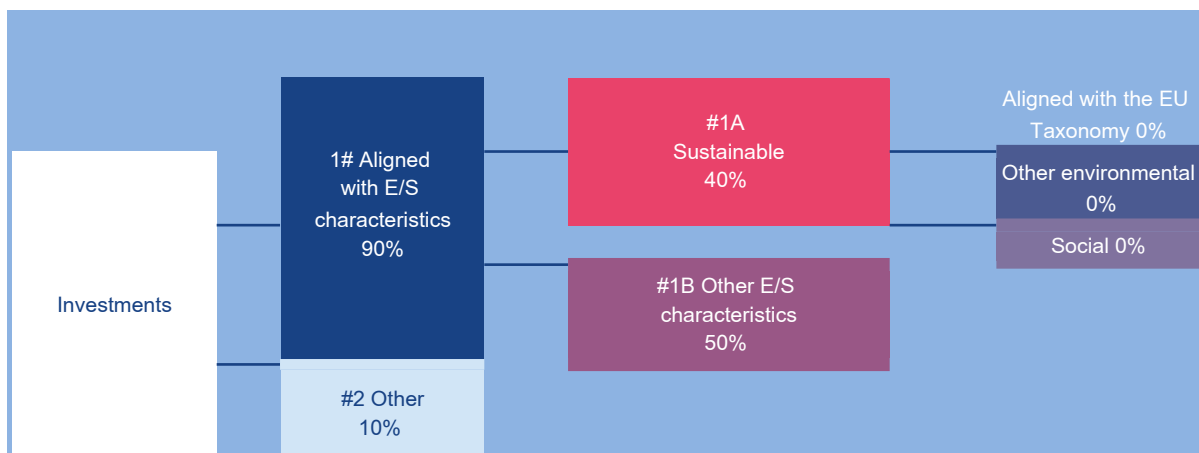 Investments
1# Aligned
with E/S
characteristics
90%
#2 Other
10%
#1A
Sustainable
40%
#1B Other E/S
characteristics
50%
Aligned with the EU
Taxonomy 0%
Other environmental
0%
Social 0%